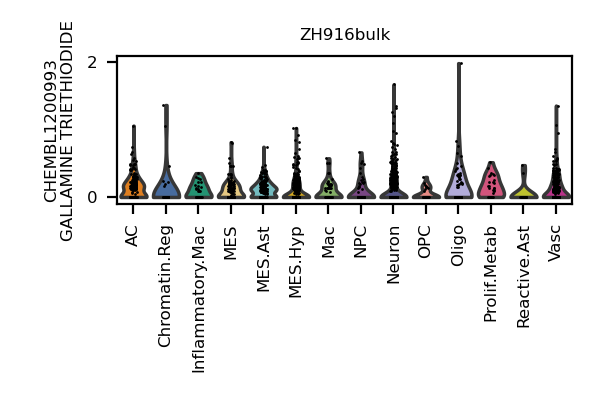 ZH916bulk
CHEMBL1200993
GALLAMINE TRIETHIODIDE
2
0
AC
Chromatin.Reg
Inflammatory.Mac
MES
MES.Ast
MES.Hyp
Mac
NPC
Neuron
OPC
Oligo
Prolif.Metab
Reactive.Ast
Vasc